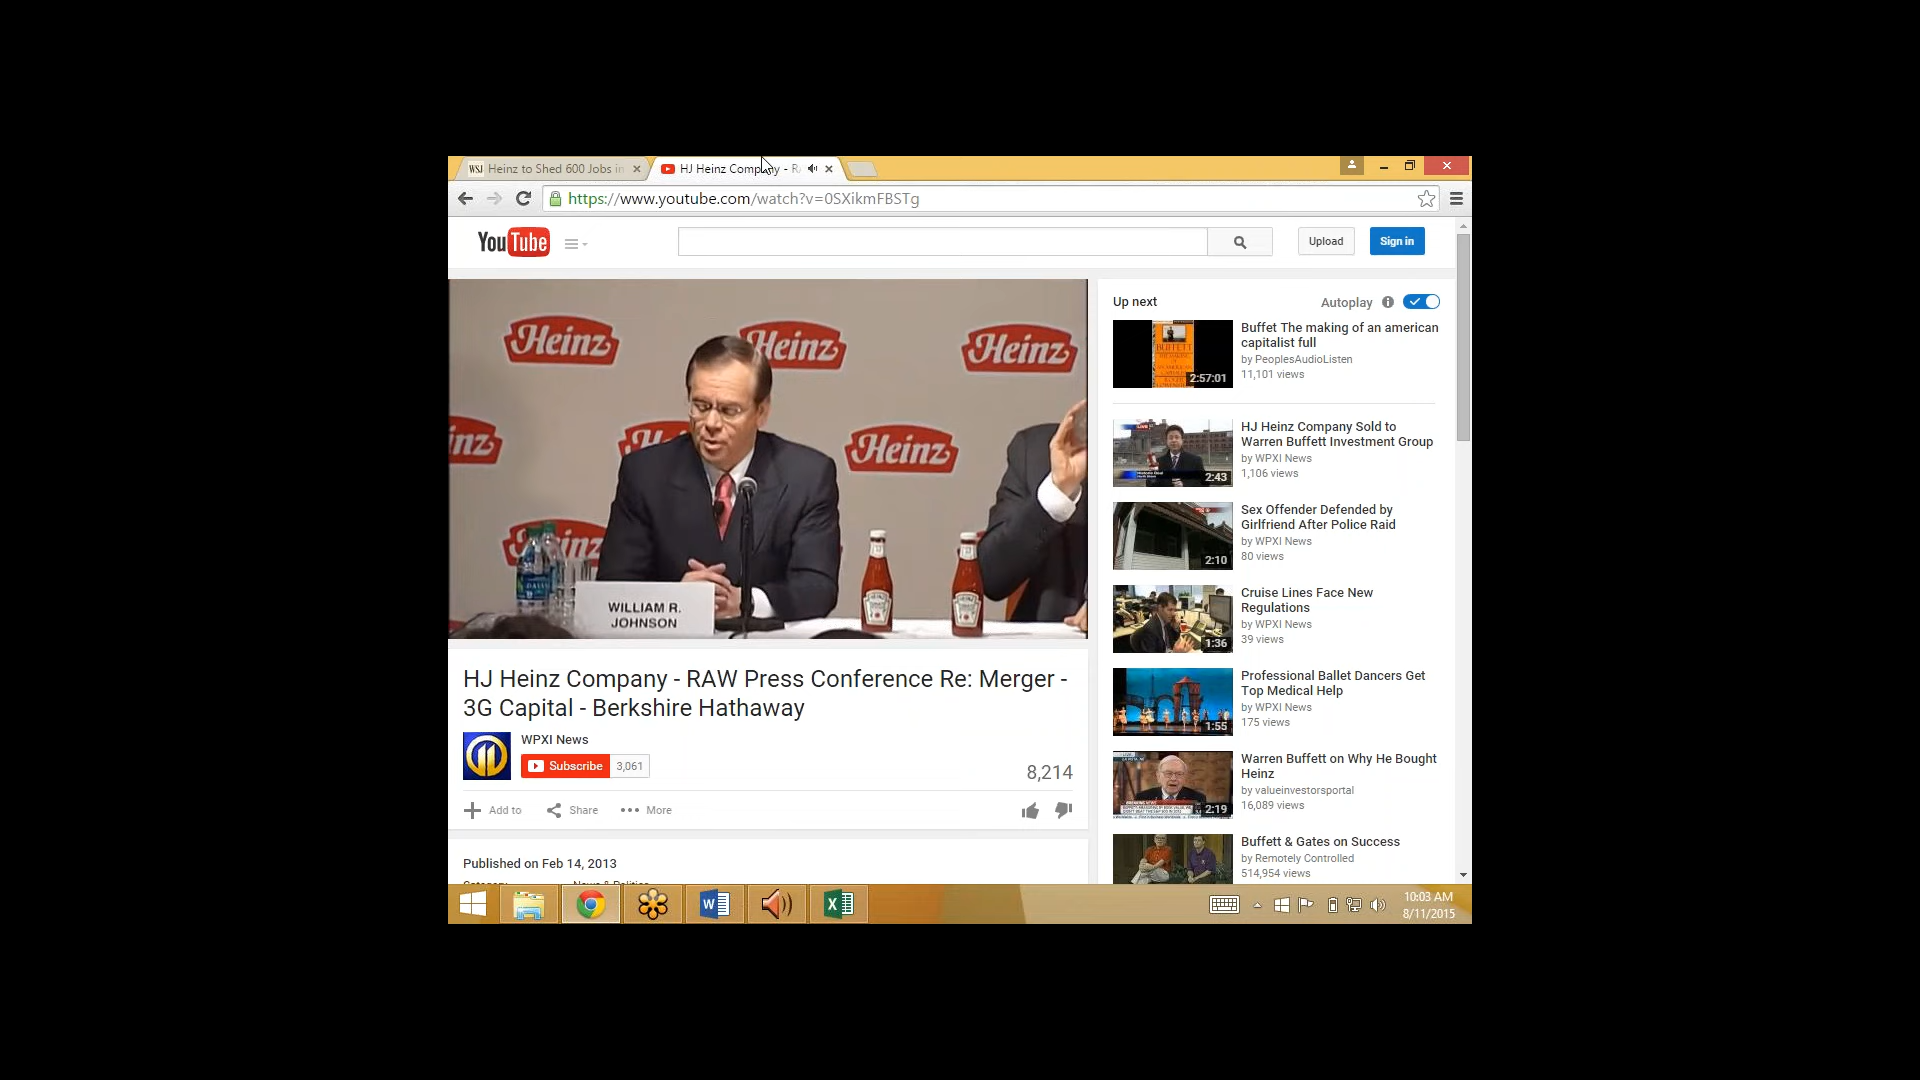 WSJ Heinz to Shed 600 Jobs in
HJ Heinz Company - RA
https://www.youtube.com/watch?v=0SXikmFBSTg
YouTube
Upload
Sign in
Heinz
Heinz
Heinz
inz
Heinz
inz
WILLIAM R.
JOHNSON
HJ Heinz Company - RAW Press Conference Re: Merger -
3G Capital - Berkshire Hathaway
WPXI News
Subscribe 3,061
8,214
Add to Share More
Published on Feb 14, 2013
Up next
Autoplay
Buffet The making of an american
capitalist full
by PeoplesAudioListen
11,101 views
BUFFETT
2:57:01
HJ Heinz Company Sold to
Warren Buffett Investment Group
by WPXI News
1,106 views
2:43
Sex Offender Defended by
Girlfriend After Police Raid
by WPXI News
80 views
2:10
Cruise Lines Face New
Regulations
by WPXI News
39 views
1:36
Professional Ballet Dancers Get
Top Medical Help
by WPXI News
175 views
1:55
Warren Buffett on Why He Bought
Heinz
by valueinvestorsportal
16,089 views
2:19
Buffett & Gates on Success
by Remotely Controlled
514,954 views
10:03 AM
8/11/2015